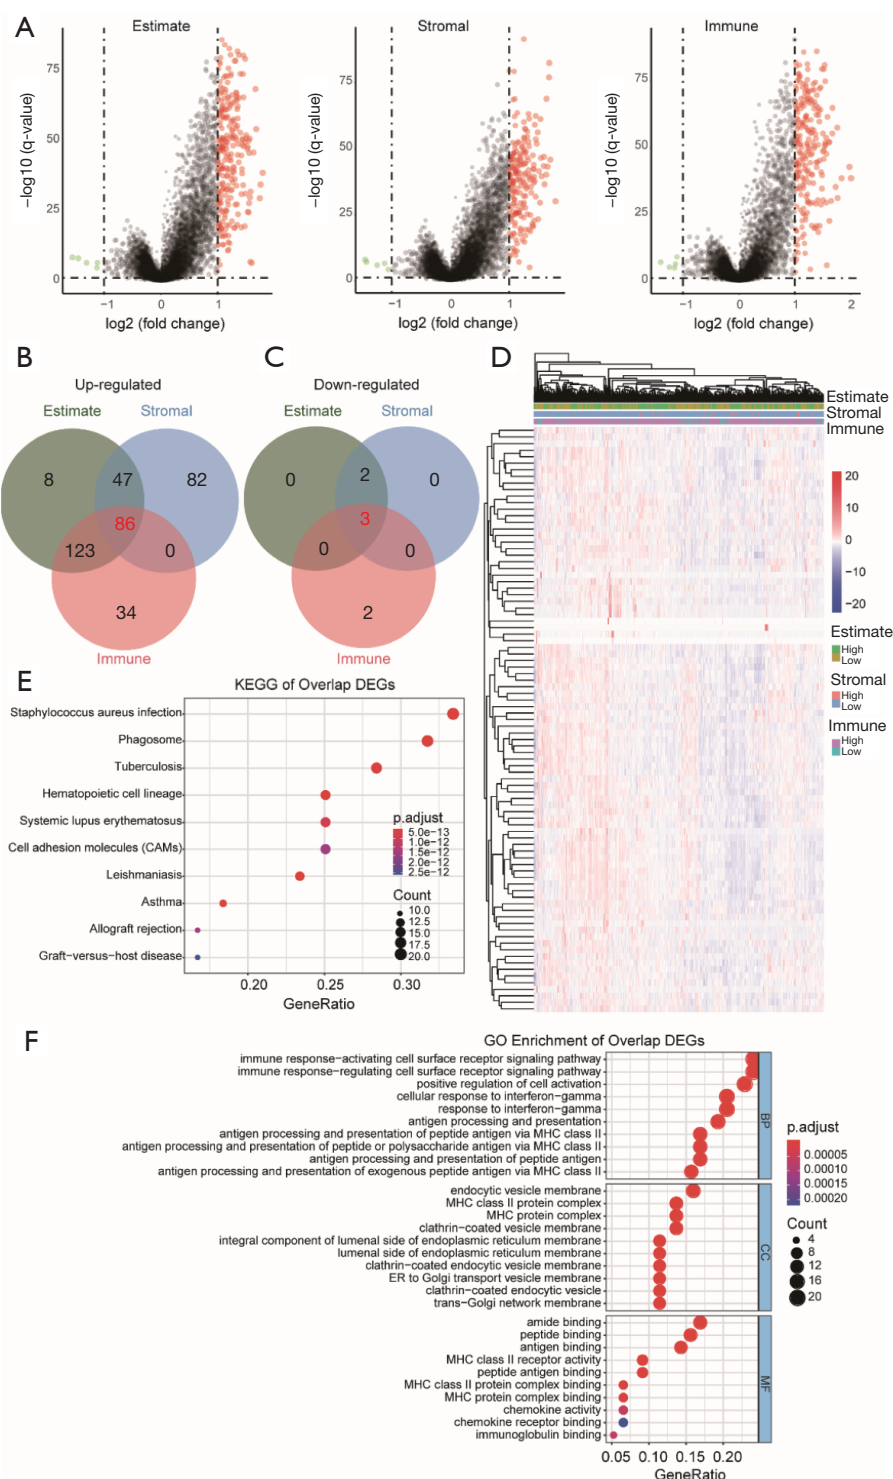 A
Estimate
Stromal
Immune
−log10 (q-value)
75
50
25
0
−1
0
1
log2 (fold change)
−log10 (q-value)
75
50
25
0
−1
0
1
log2 (fold change)
−log10 (q-value)
75
50
25
0
−1
0
1
2
log2 (fold change)
B
Up-regulated
Estimate
Stromal
8
47
82
86
123
0
34
Immune
C
Down-regulated
Estimate
Stromal
0
2
0
3
0
0
2
Immune
D
Estimate
Stromal
Immune
20
10
0
−10
−20
Estimate
High
Low
Stromal
High
Low
Immune
High
Low
E
KEGG of Overlap DEGs
Staphylococcus aureus infection
Phagosome
Tuberculosis
Hematopoietic cell lineage
Systemic lupus erythematosus
Cell adhesion molecules (CAMs)
Leishmaniasis
Asthma
Allograft rejection
Graft−versus−host disease
0.20
0.25
0.30
GeneRatio
p.adjust
5.0e−13
1.0e−12
1.5e−12
2.0e−12
2.5e−12
Count
10.0
12.5
15.0
17.5
20.0
F
GO Enrichment of Overlap DEGs
immune response−activating cell surface receptor signaling pathway
immune response−regulating cell surface receptor signaling pathway
positive regulation of cell activation
cellular response to interferon−gamma
response to interferon−gamma
antigen processing and presentation
antigen processing and presentation of peptide antigen via MHC class II
antigen processing and presentation of peptide or polysaccharide antigen via MHC class II
antigen processing and presentation of peptide antigen
antigen processing and presentation of exogenous peptide antigen via MHC class II
BP
endocytic vesicle membrane
MHC class II protein complex
MHC protein complex
clathrin−coated vesicle membrane
integral component of lumenal side of endoplasmic reticulum membrane
lumenal side of endoplasmic reticulum membrane
clathrin−coated endocytic vesicle membrane
ER to Golgi transport vesicle membrane
clathrin−coated endocytic vesicle
trans−Golgi network membrane
CC
amide binding
peptide binding
antigen binding
MHC class II receptor activity
peptide antigen binding
MHC class II protein complex binding
MHC protein complex binding
chemokine activity
chemokine receptor binding
immunoglobulin binding
MF
0.05
0.10
0.15
0.20
GeneRatio
p.adjust
0.00005
0.00010
0.00015
0.00020
Count
4
8
12
16
20